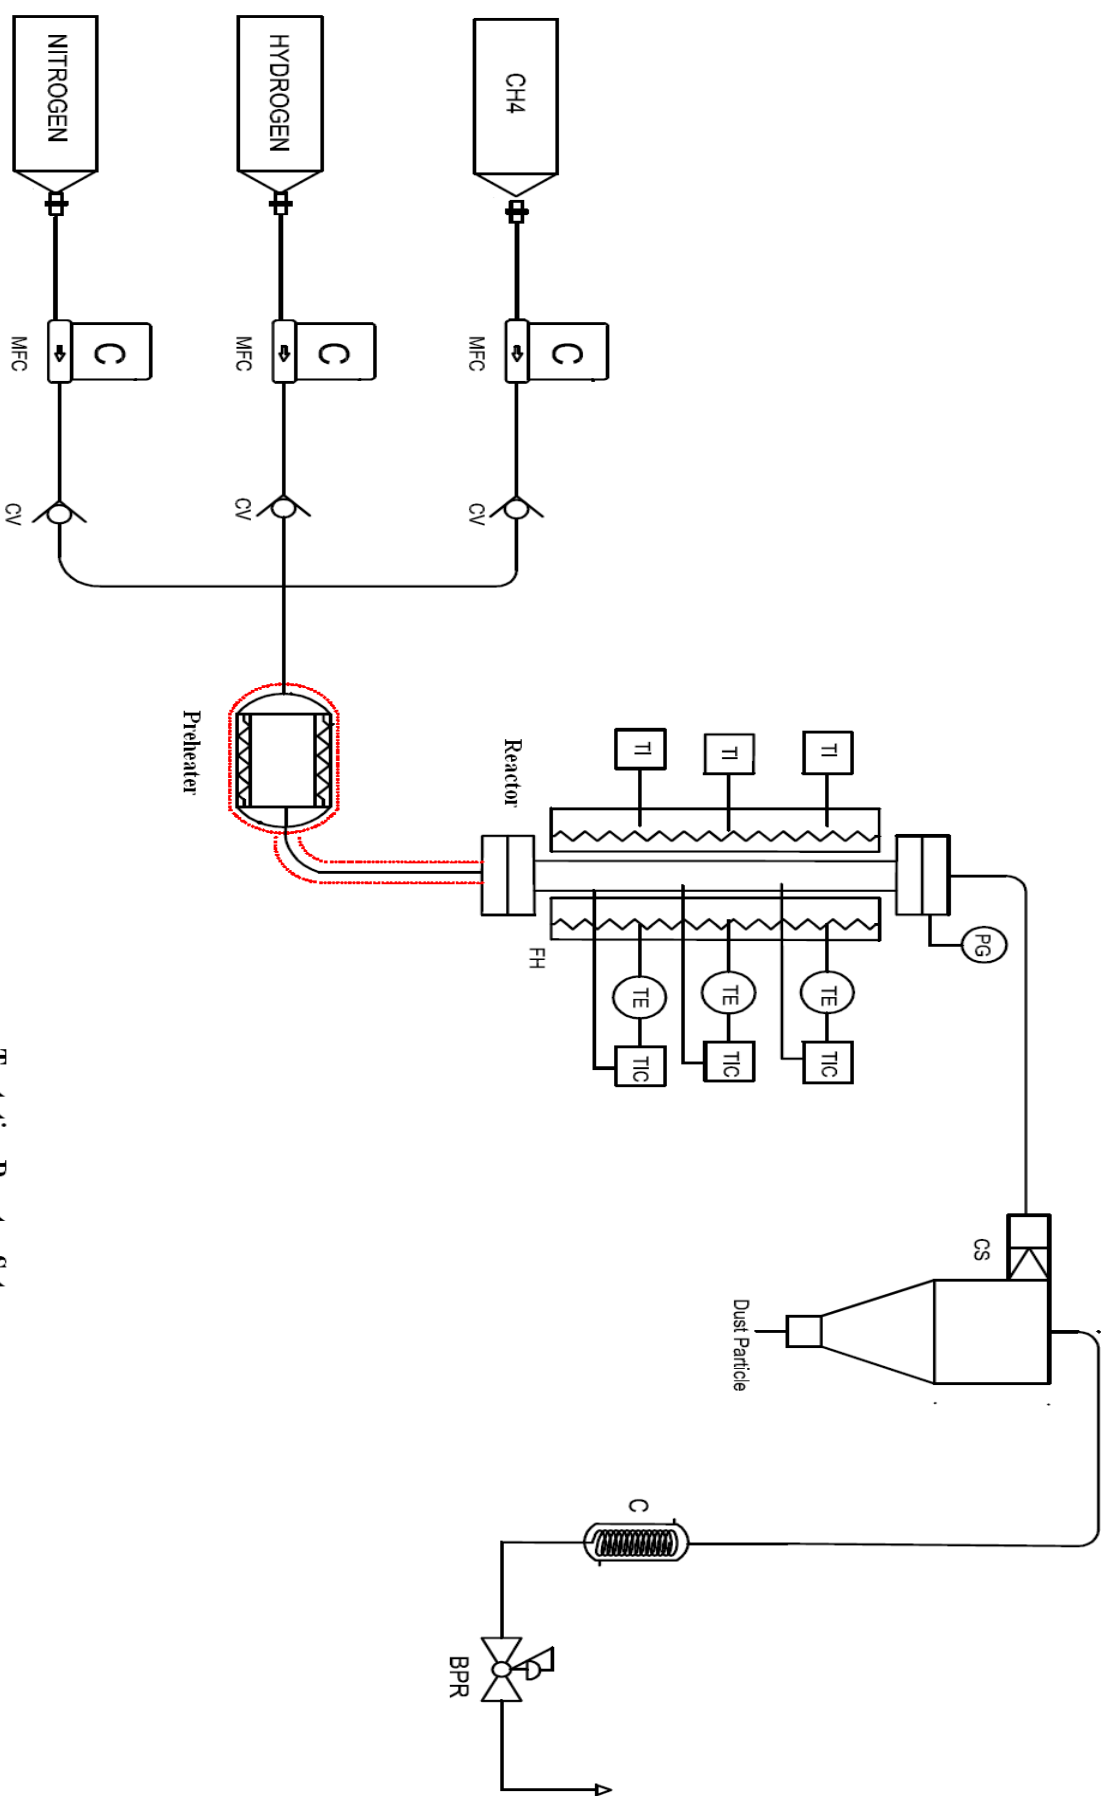 NITROGEN
HYDROGEN
CH4
C
C
C
MFC
MFC
MFC
CV
CV
CV
Preheater
Reactor
TI
TI
TI
FH
PG
TE
TE
TE
TIC
TIC
TIC
CS
Dust Particle
C
BPR